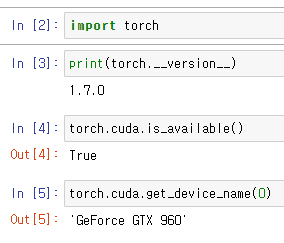 In [2]: import torch
In [3]: print(torch.__version__)
1.7.0
In [4]: torch.cuda.is_available()
Out[4]: True
In [5]: torch.cuda.get_device_name(0)
Out[5]: 'GeForce GTX 960'